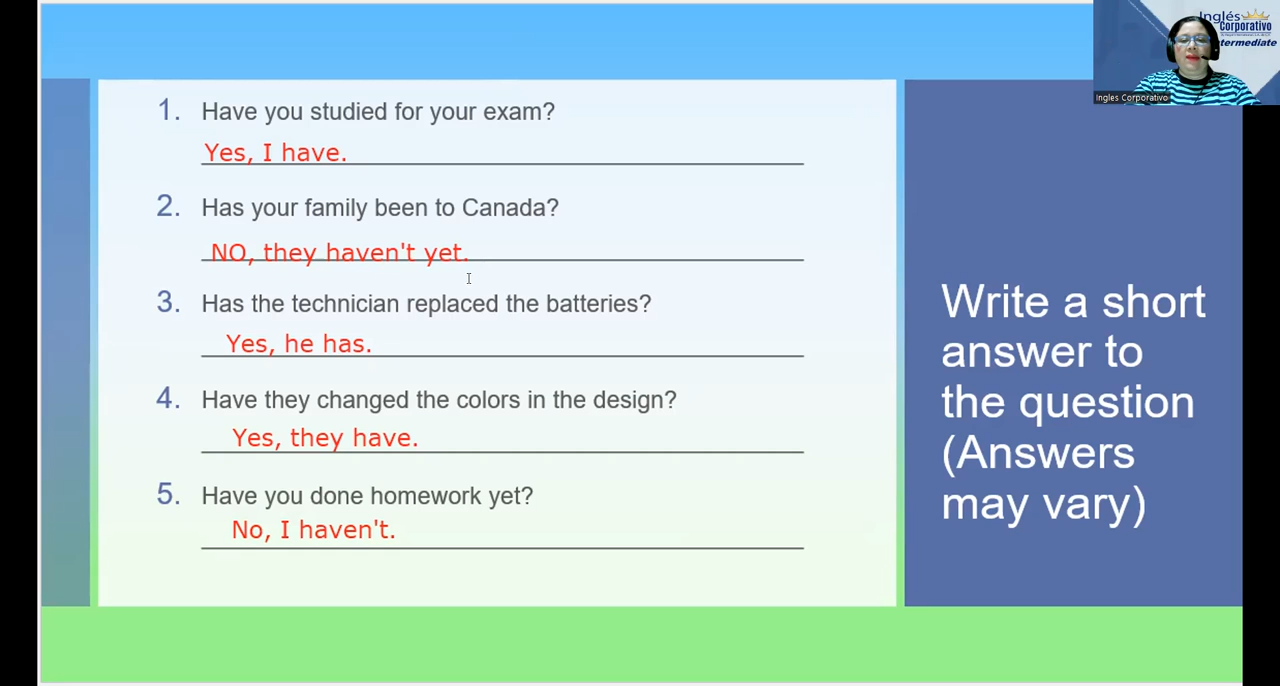 Inglés
Corporativo
Intermediate
Ingles Corporativo
1. Have you studied for your exam?
Yes, I have.
2. Has your family been to Canada?
NO, they haven't yet.
3. Has the technician replaced the batteries?
Yes, he has.
4. Have they changed the colors in the design?
Yes, they have.
5. Have you done homework yet?
No, I haven't.
Write a short
answer to
the question
(Answers
may vary)